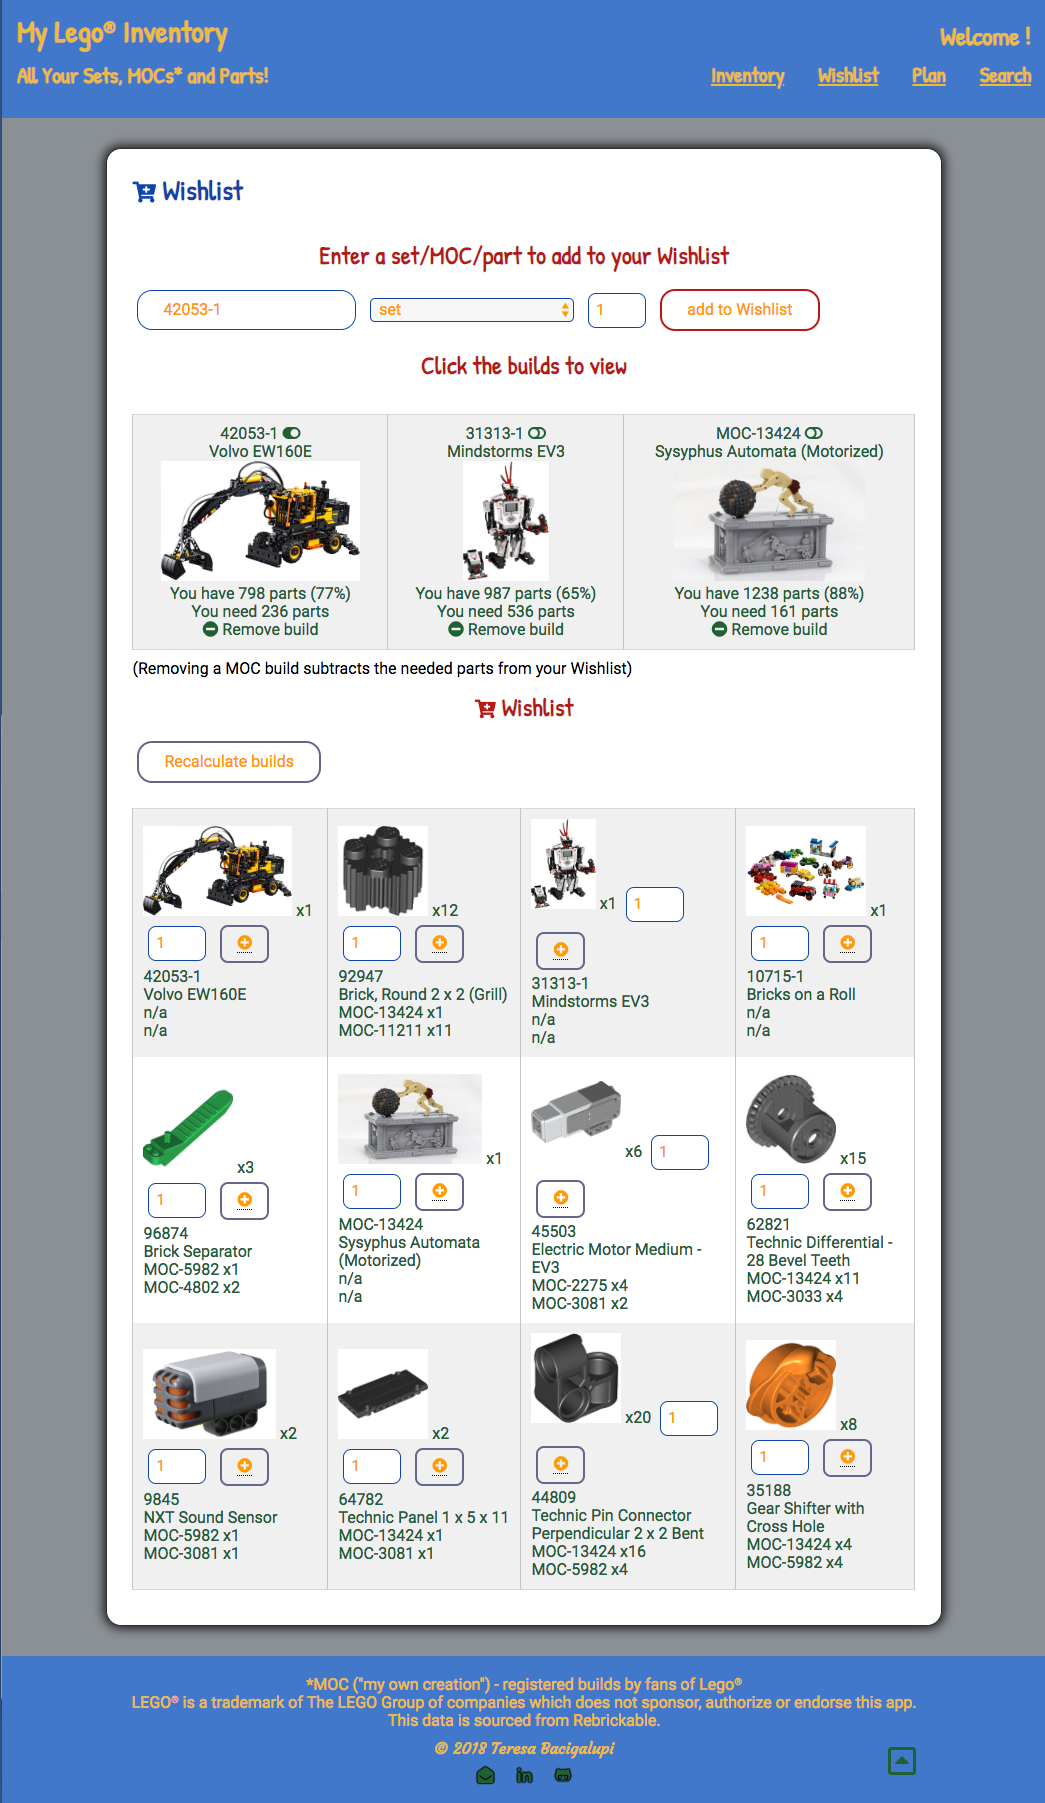 My Lego® Inventory
Welcome !
All Your Sets, MOCs* and Parts!
Inventory Wishlist Plan Search
Wishlist
Enter a set/MOC/part to add to your Wishlist
42053-1 set 1 add to Wishlist
Click the builds to view
42053-1
Volvo EW160E
You have 798 parts (77%)
You need 236 parts
Remove build
31313-1
Mindstorms EV3
You have 987 parts (65%)
You need 536 parts
Remove build
MOC-13424
Sysyphus Automata (Motorized)
You have 1238 parts (88%)
You need 161 parts
Remove build
(Removing a MOC build subtracts the needed parts from your Wishlist)
Wishlist
Recalculate builds
x1
1
42053-1
Volvo EW160E
n/a
n/a
x12
1
92947
Brick, Round 2 x 2 (Grill)
MOC-13424 x1
MOC-11211 x11
x1 1
31313-1
Mindstorms EV3
n/a
n/a
x1
1
10715-1
Bricks on a Roll
n/a
n/a
x3
1
96874
Brick Separator
MOC-5982 x1
MOC-4802 x2
x1
1
MOC-13424
Sysyphus Automata
(Motorized)
n/a
n/a
x6 1
45503
Electric Motor Medium -
EV3
MOC-2275 x4
MOC-3081 x2
x15
1
62821
Technic Differential -
28 Bevel Teeth
MOC-13424 x11
MOC-3033 x4
x2
1
9845
NXT Sound Sensor
MOC-5982 x1
MOC-3081 x1
x2
1
64782
Technic Panel 1 x 5 x 11
MOC-13424 x1
MOC-3081 x1
x20 1
44809
Technic Pin Connector
Perpendicular 2 x 2 Bent
MOC-13424 x16
MOC-5982 x4
x8
1
35188
Gear Shifter with
Cross Hole
MOC-13424 x4
MOC-5982 x4
*MOC ("my own creation") - registered builds by fans of Lego®
LEGO® is a trademark of The LEGO Group of companies which does not sponsor, authorize or endorse this app.
This data is sourced from Rebrickable.
© 2018 Teresa Bacigalupi
in